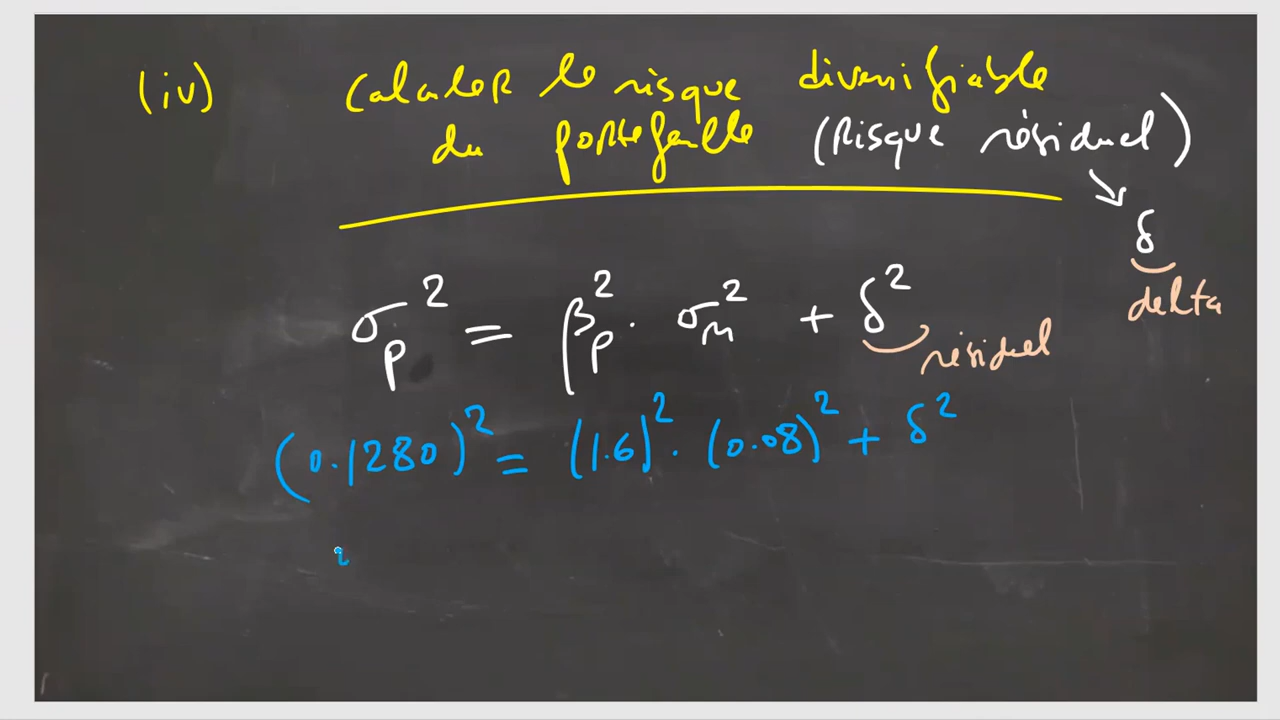 (iv) Calculer le risque diversifiable
du portefeuille (Risque résiduel)
δ
delta
σp² = βp² . σm² + δ²
résiduel
(0.1280)² = (1.6)² . (0.08)² + δ²